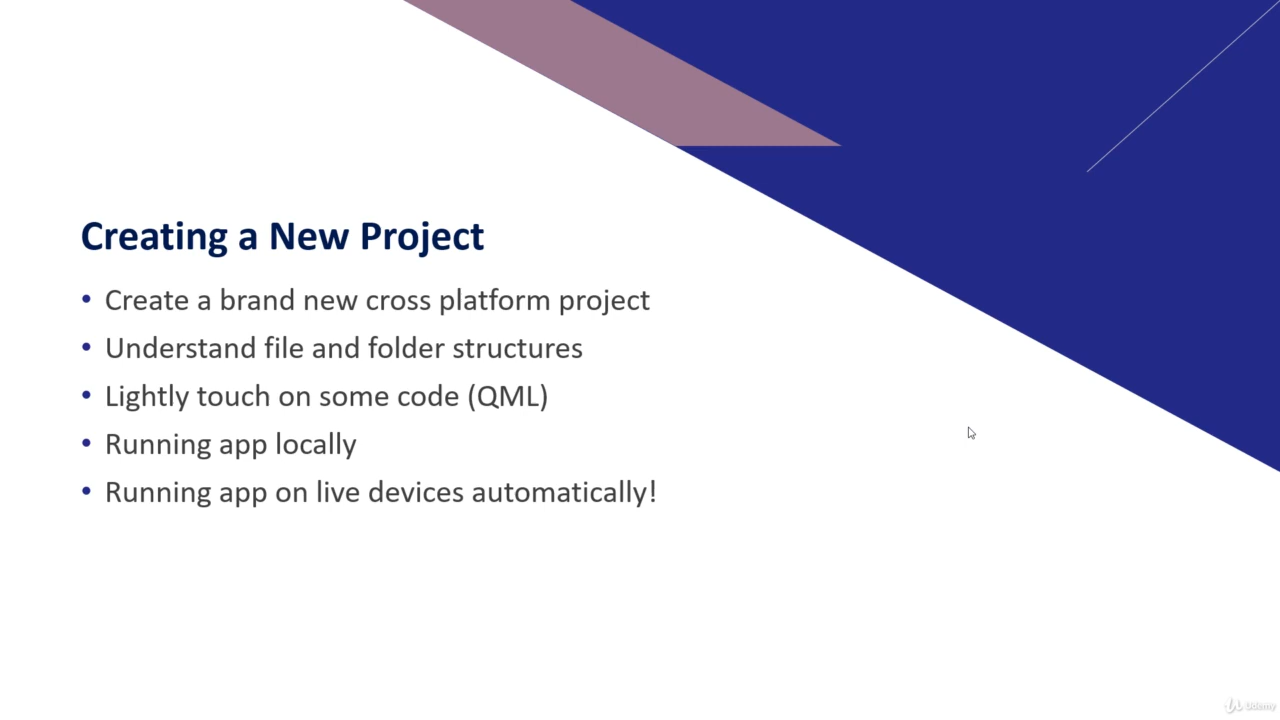 Creating a New Project
• Create a brand new cross platform project
• Understand file and folder structures
• Lightly touch on some code (QML)
• Running app locally
• Running app on live devices automatically!
Udemy